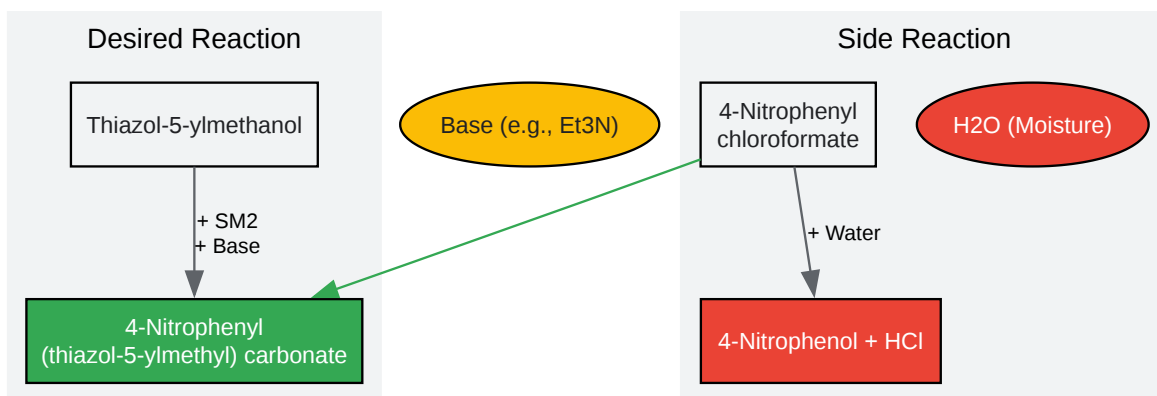 Desired Reaction
Side Reaction
Thiazol-5-ylmethanol
Base (e.g., Et3N)
4-Nitrophenyl
chloroformate
H2O (Moisture)
+ SM2
+ Base
+ Water
4-Nitrophenyl
(thiazol-5-ylmethyl) carbonate
4-Nitrophenol + HCl